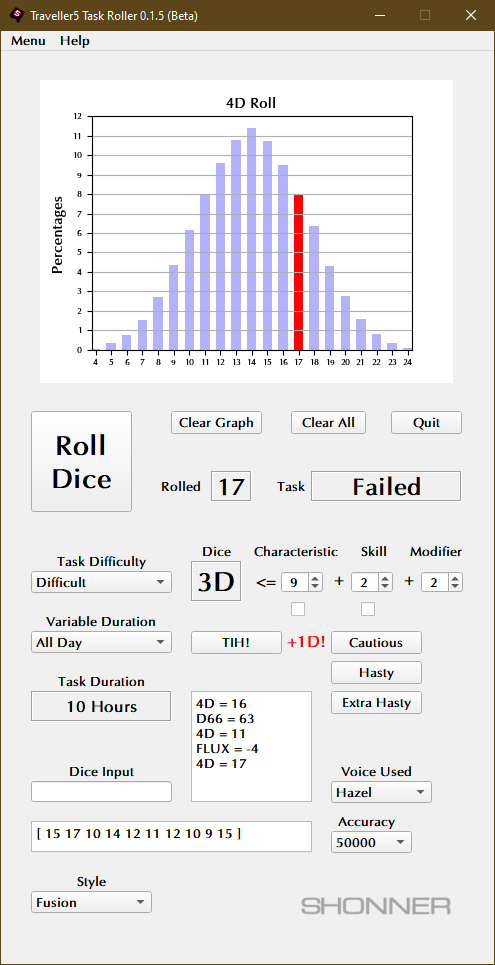 Traveller5 Task Roller 0.1.5 (Beta)
Menu Help
4D Roll
Percentages
12
11
10
9
8
7
6
5
4
3
2
1
0
4 5 6 7 8 9 10 11 12 13 14 15 16 17 18 19 20 21 22 23 24
Roll
Dice
Clear Graph Clear All Quit
Rolled 17 Task Failed
Dice Characteristic Skill Modifier
Task Difficulty
Difficult
3D <= 9 + 2 + 2
Variable Duration
All Day
TIH! +1D! Cautious
Hasty
Extra Hasty
Task Duration
10 Hours
4D = 16
D66 = 63
4D = 11
FLUX = -4
4D = 17
Dice Input
Voice Used
Hazel
[ 15 17 10 14 12 11 12 10 9 15 ]
Accuracy
50000
Style
Fusion
SHONNER